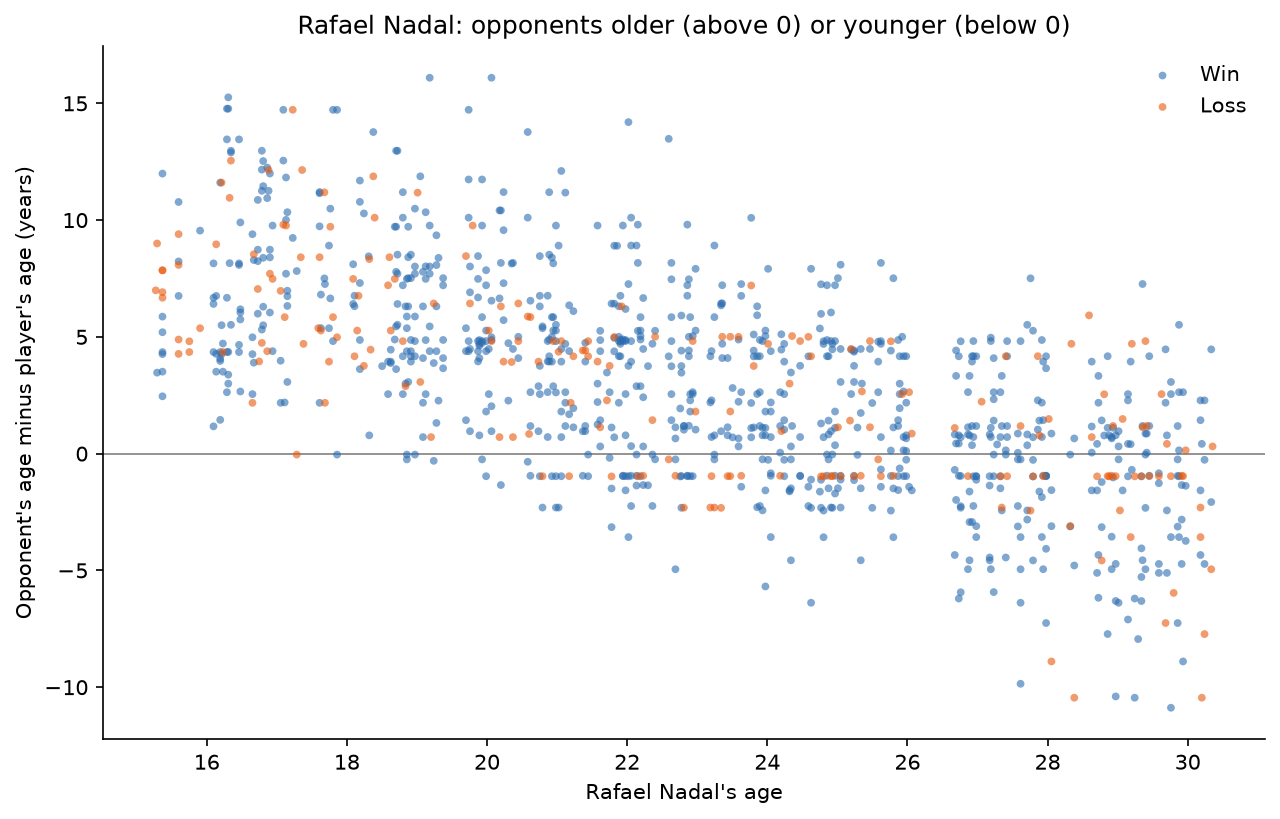 Rafael Nadal: opponents older (above 0) or younger (below 0)
Win
Loss
Opponent's age minus player's age (years)
15
10
5
0
−5
−10
16 18 20 22 24 26 28 30
Rafael Nadal's age